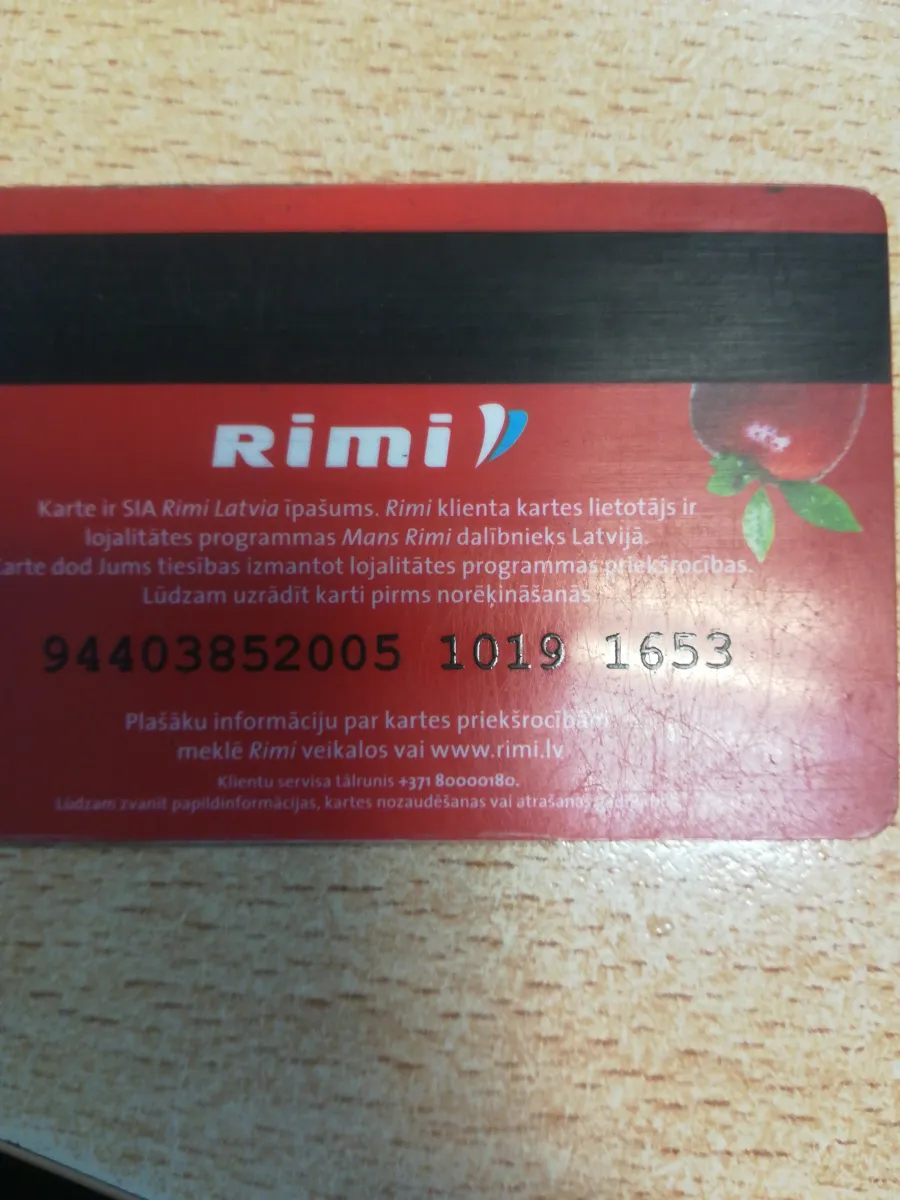 Rimi
Karte ir SIA Rimi Latvia īpašums. Rimi klienta kartes lietotājs ir
lojalitātes programmas Mans Rimi dalībnieks Latvijā.
Karte dod Jums tiesības izmantot lojalitātes programmas priekšrocības.
Lūdzam uzrādīt karti pirms norēķināšanās
94403852005 1019 1653
Plašāku informāciju par kartes priekšrocībām
meklē Rimi veikalos vai www.rimi.lv
Klientu servisa tālrunis +371 80000180.
Lūdzam zvanīt papildinformācijas, kartes nozaudēšanas vai atrašanas